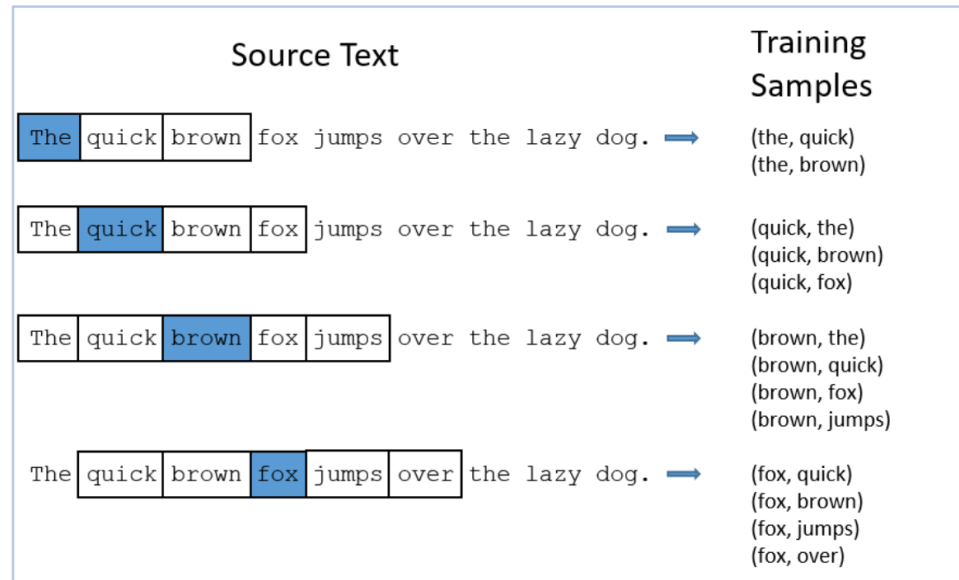 Source Text
Training
Samples
The quick brown fox jumps over the lazy dog.
(the, quick)
(the, brown)
The quick brown fox jumps over the lazy dog.
(quick, the)
(quick, brown)
(quick, fox)
The quick brown fox jumps over the lazy dog.
(brown, the)
(brown, quick)
(brown, fox)
(brown, jumps)
The quick brown fox jumps over the lazy dog.
(fox, quick)
(fox, brown)
(fox, jumps)
(fox, over)